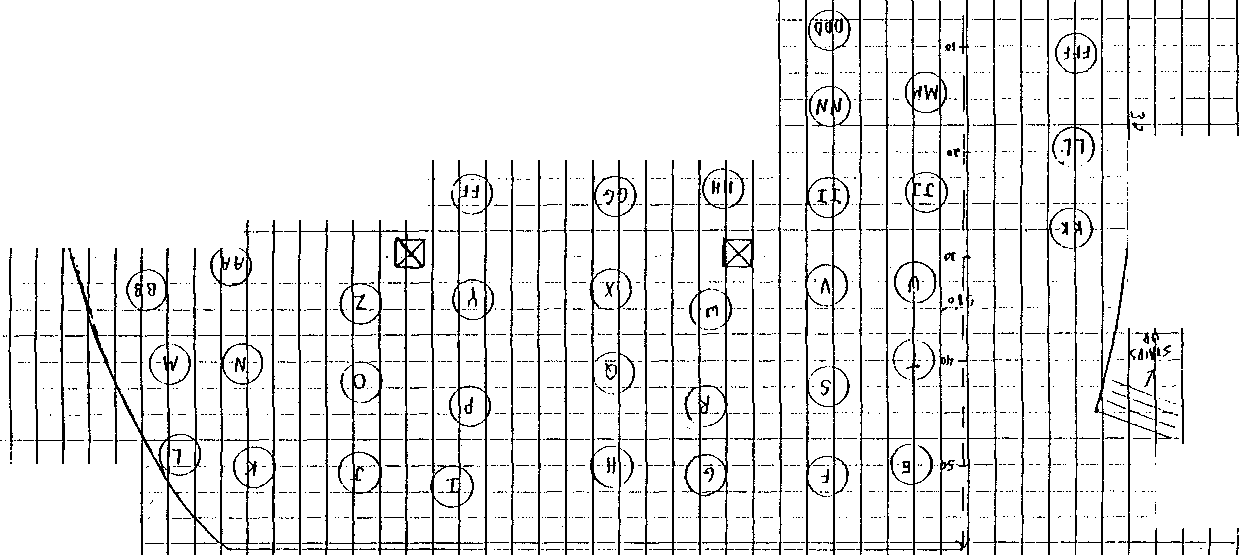 50 E F G H I J K L
40 T S R Q P O N M
STAIRS
UP
30 U V W X Y Z AA BB
KK JJ II HH GG FF
LL 20
MM NN
FFF 10 DDD